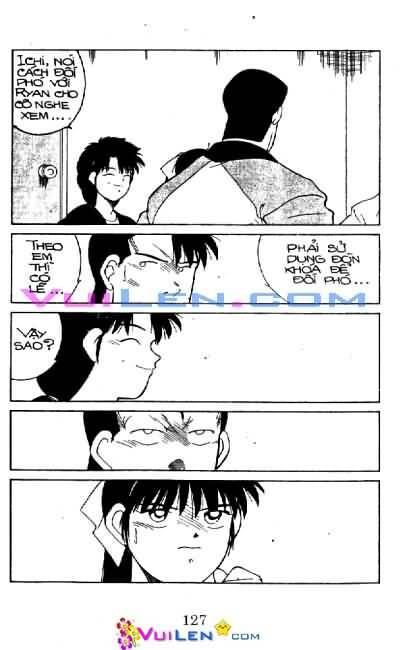 ICHI, NÓI
CÁCH ĐỐI
PHÓ VỚI
RYAN CHO
CÔ NGHE
XEM....
THEO
EM
THÌ
CÓ
LẼ...
PHẢI SỬ
DỤNG ĐÒN
KHÓA ĐỂ
ĐỐI PHÓ...
VUILEN.COM
VẬY
SAO?
127
VUILEN.COM